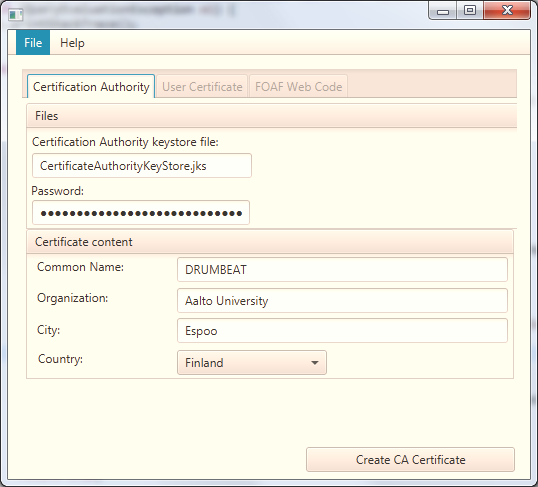 File Help
Certification Authority User Certificate FOAF Web Code
Files
Certification Authority keystore file:
CertificateAuthorityKeyStore.jks
Password:
●●●●●●●●●●●●●●●●●●●●●●●●●●●●
Certificate content
Common Name: DRUMBEAT
Organization: Aalto University
City: Espoo
Country: Finland
Create CA Certificate